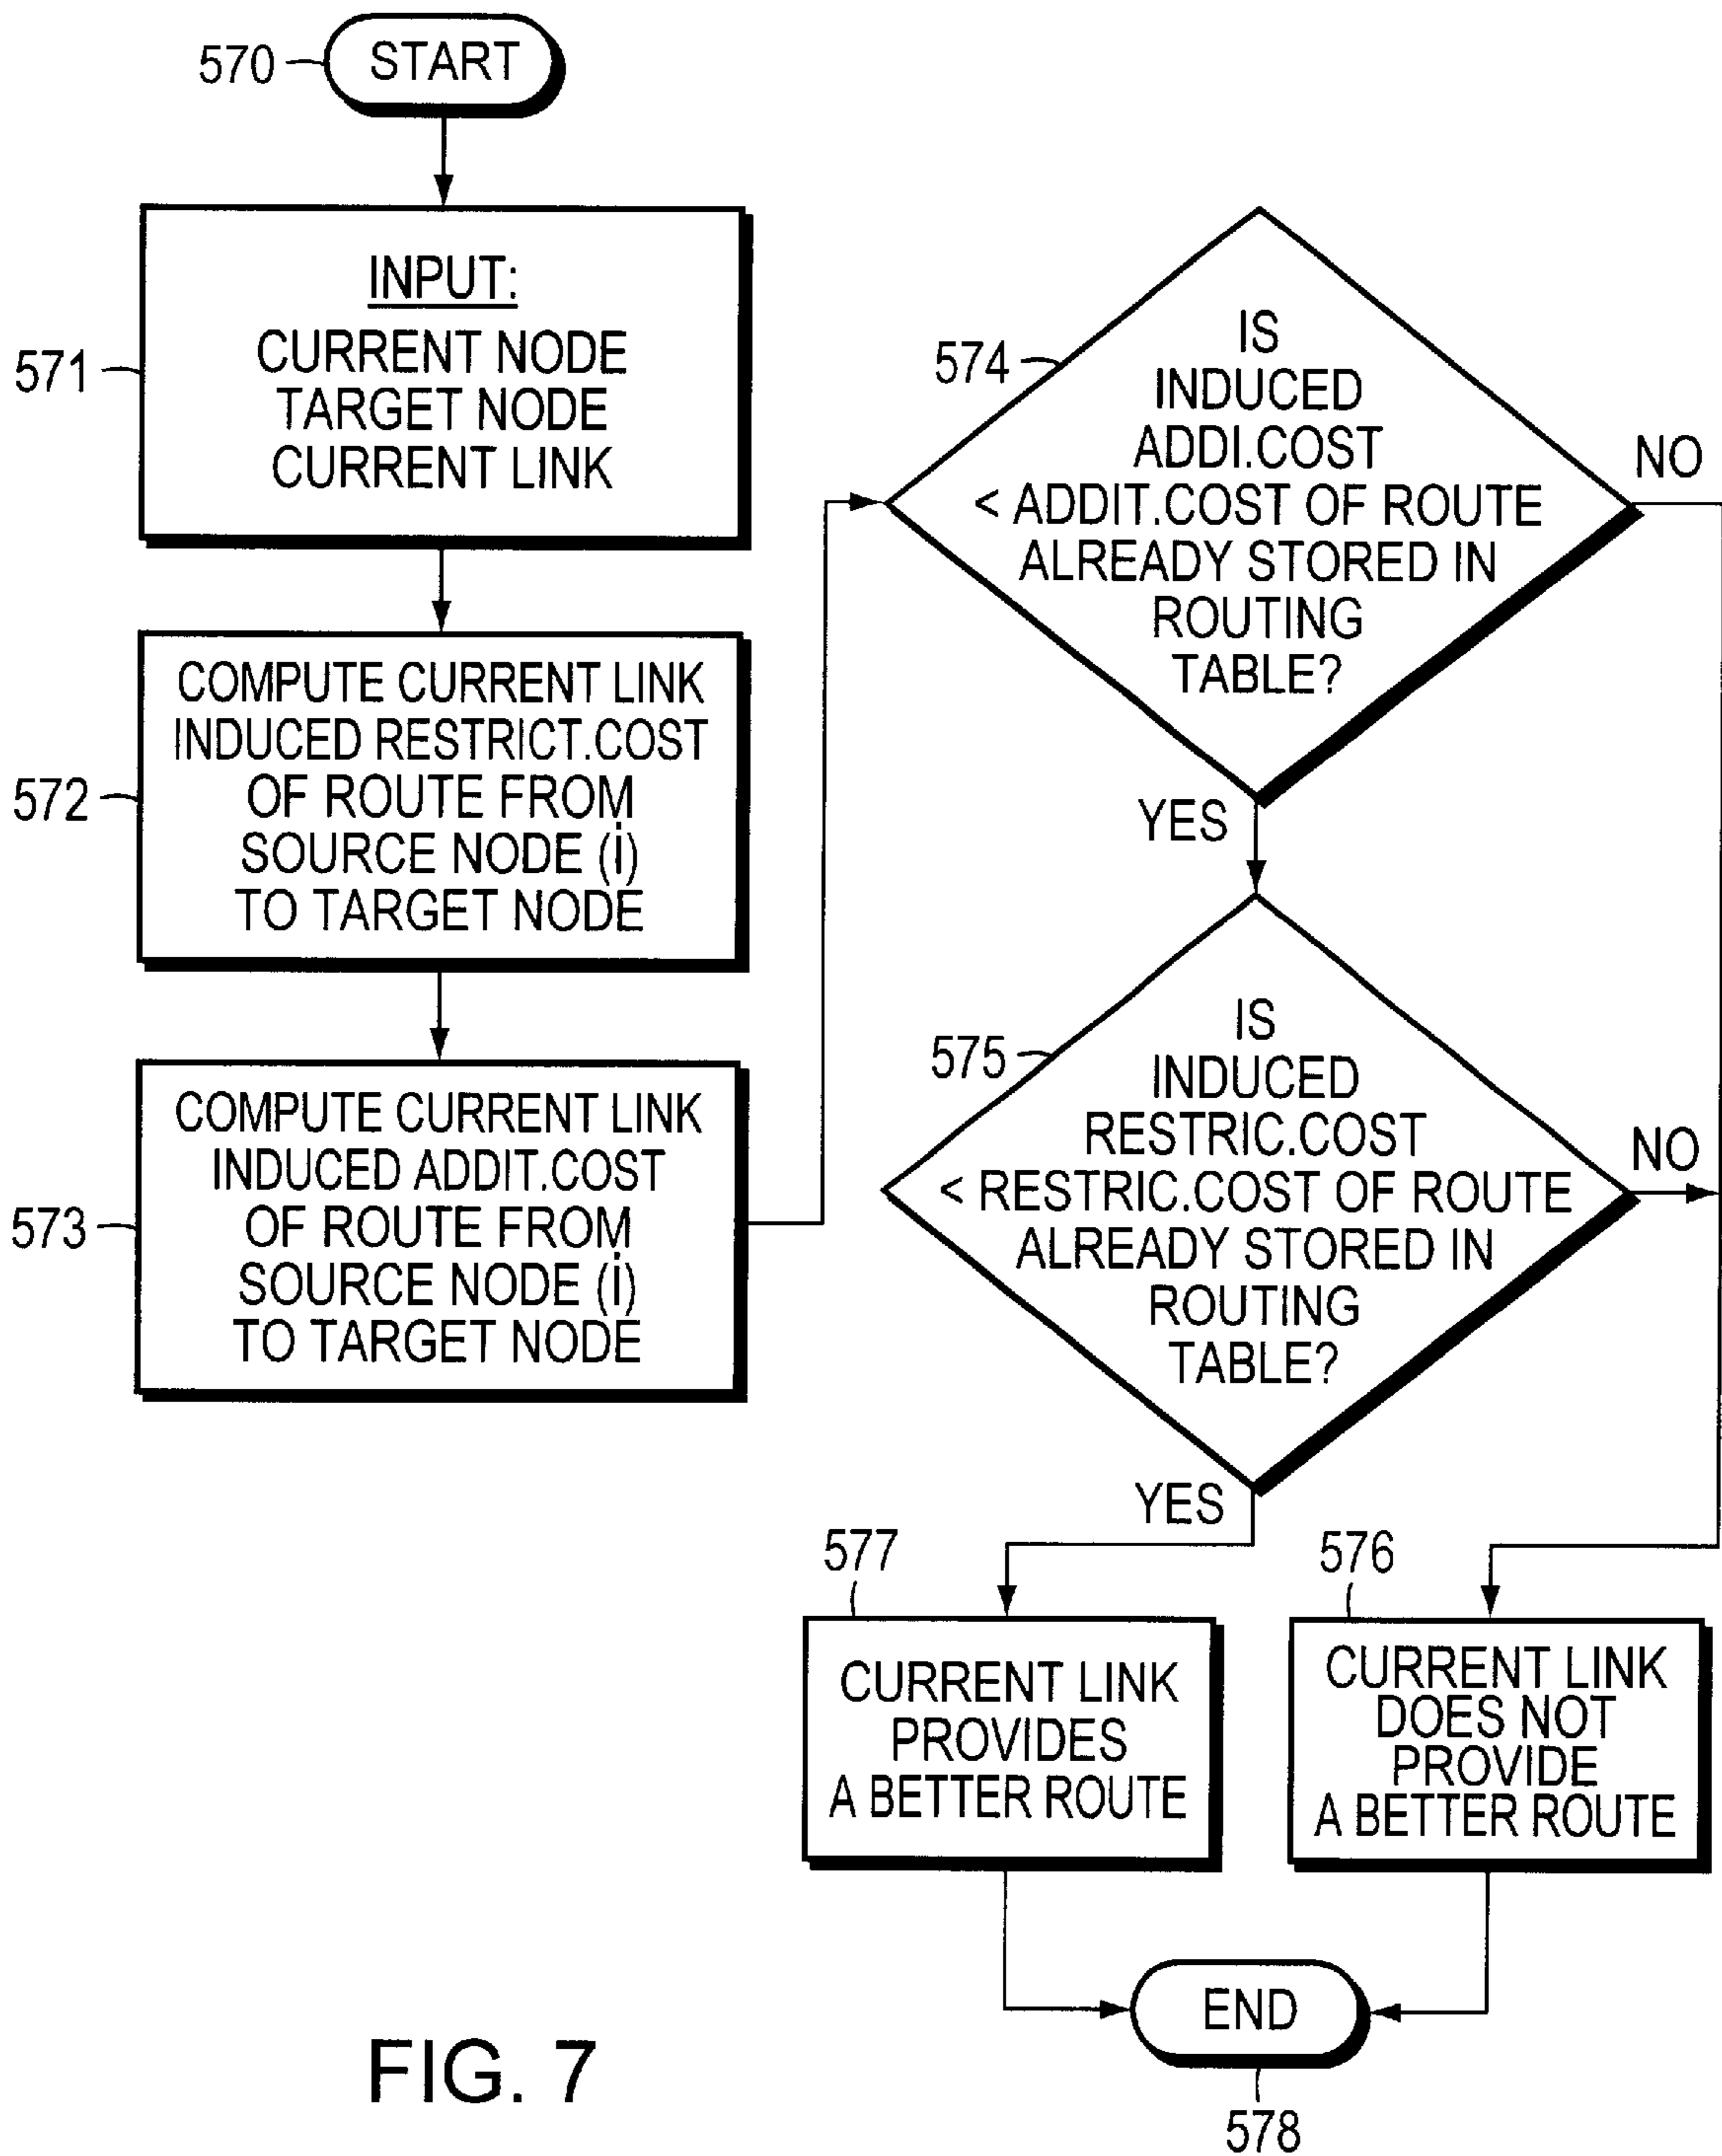 570
START
571
INPUT:
CURRENT NODE
TARGET NODE
CURRENT LINK
572
COMPUTE CURRENT LINK
INDUCED RESTRICT.COST
OF ROUTE FROM
SOURCE NODE (i)
TO TARGET NODE
573
COMPUTE CURRENT LINK
INDUCED ADDIT.COST
OF ROUTE FROM
SOURCE NODE (i)
TO TARGET NODE
574
IS
INDUCED
ADDI.COST
< ADDIT.COST OF ROUTE
ALREADY STORED IN
ROUTING
TABLE?
NO
YES
575
IS
INDUCED
RESTRIC.COST
< RESTRIC.COST OF ROUTE
ALREADY STORED IN
ROUTING
TABLE?
NO
YES
577
CURRENT LINK
PROVIDES
A BETTER ROUTE
576
CURRENT LINK
DOES NOT
PROVIDE
A BETTER ROUTE
END
578
FIG. 7